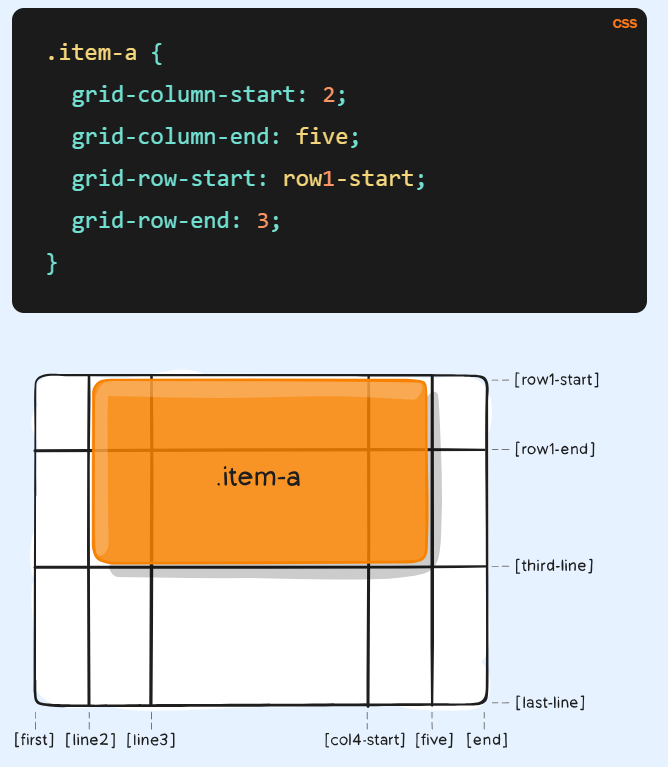 CSS
.item-a {
  grid-column-start: 2;
  grid-column-end: five;
  grid-row-start: row1-start;
  grid-row-end: 3;
}
[row1-start]
[row1-end]
.item-a
[third-line]
[last-line]
[first] [line2] [line3] [col4-start] [five] [end]